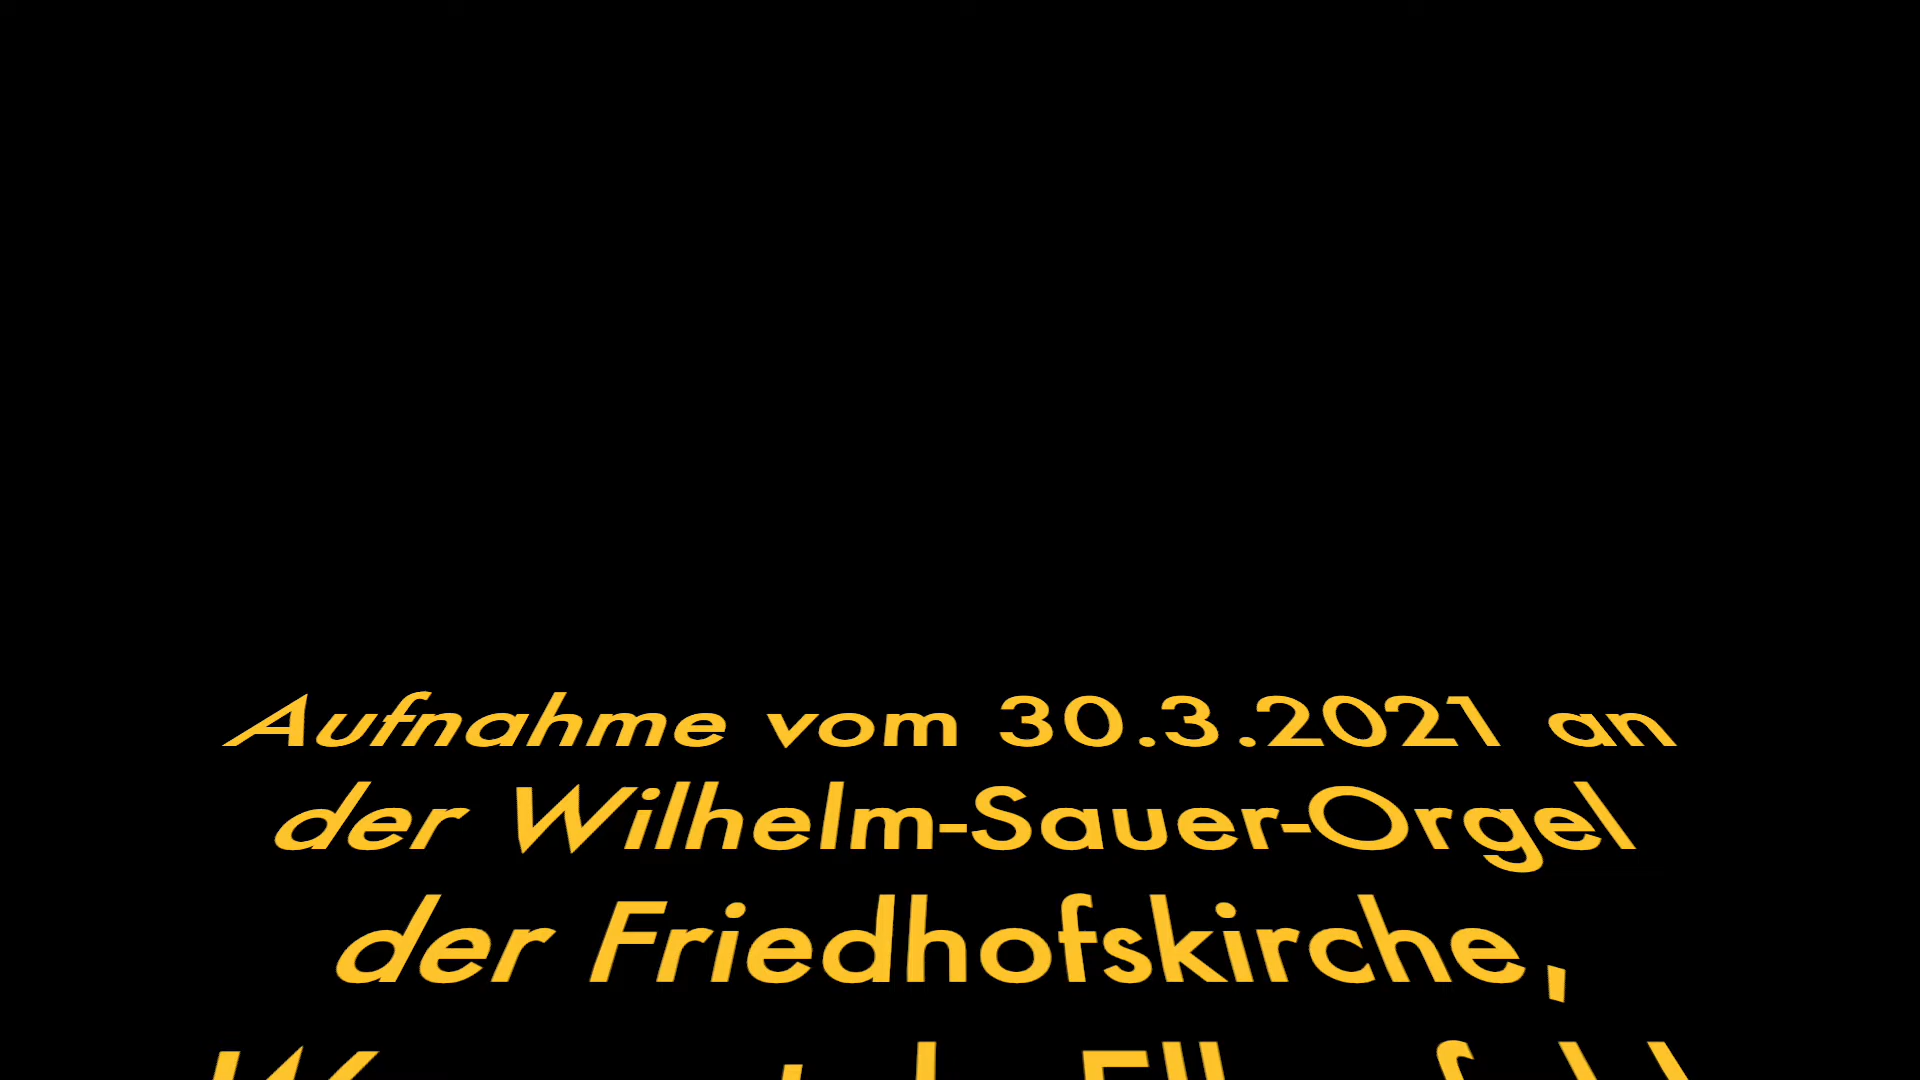 Aufnahme vom 30.3.2021 an
der Wilhelm-Sauer-Orgel
der Friedhofskirche,